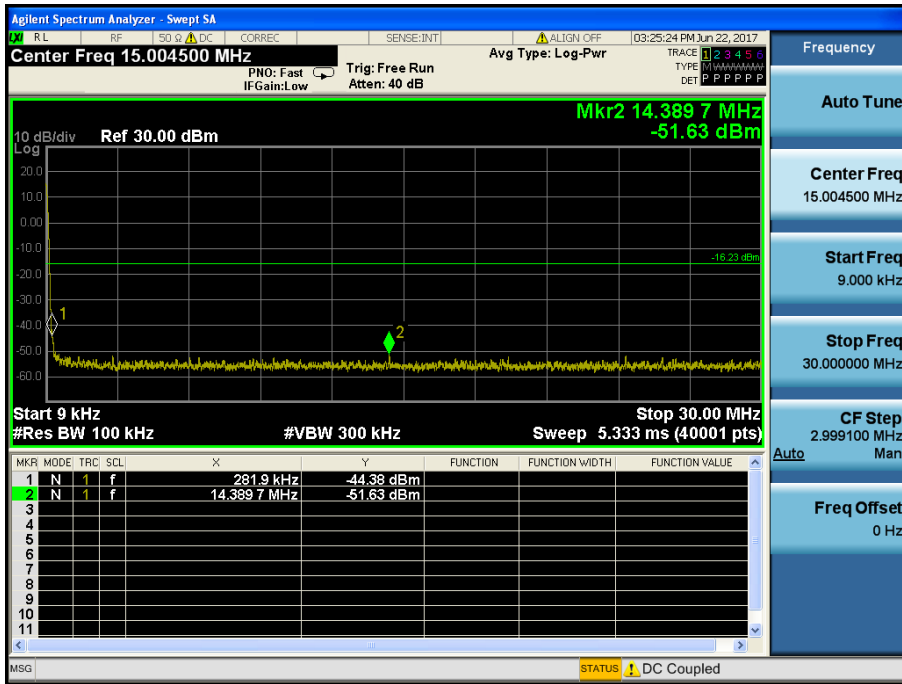 Agilent Spectrum Analyzer - Swept SA
LXI RL RF 50 Ω DC CORREC SENSE:INT ALIGN OFF 03:25:24 PM Jun 22, 2017
Center Freq 15.004500 MHz
PNO: Fast
IFGain:Low
Trig: Free Run
Atten: 40 dB
Avg Type: Log-Pwr
TRACE 1 2 3 4 5 6
TYPE M
DET P P P P P P
Mkr2 14.389 7 MHz
-51.63 dBm
10 dB/div Ref 30.00 dBm
Log
20.0
10.0
0.00
-10.0
-16.23 dBm
-20.0
-30.0
1
-40.0
2
-50.0
-60.0
Start 9 kHz Stop 30.00 MHz
#Res BW 100 kHz #VBW 300 kHz Sweep 5.333 ms (40001 pts)
MKR MODE TRC SCL X Y FUNCTION FUNCTION WIDTH FUNCTION VALUE
1 N 1 f 281.9 kHz -44.38 dBm
2 N 1 f 14.389 7 MHz -51.63 dBm
3
4
5
6
7
8
9
10
11
MSG STATUS DC Coupled
Frequency
Auto Tune
Center Freq
15.004500 MHz
Start Freq
9.000 kHz
Stop Freq
30.000000 MHz
CF Step
2.999100 MHz
Auto Man
Freq Offset
0 Hz